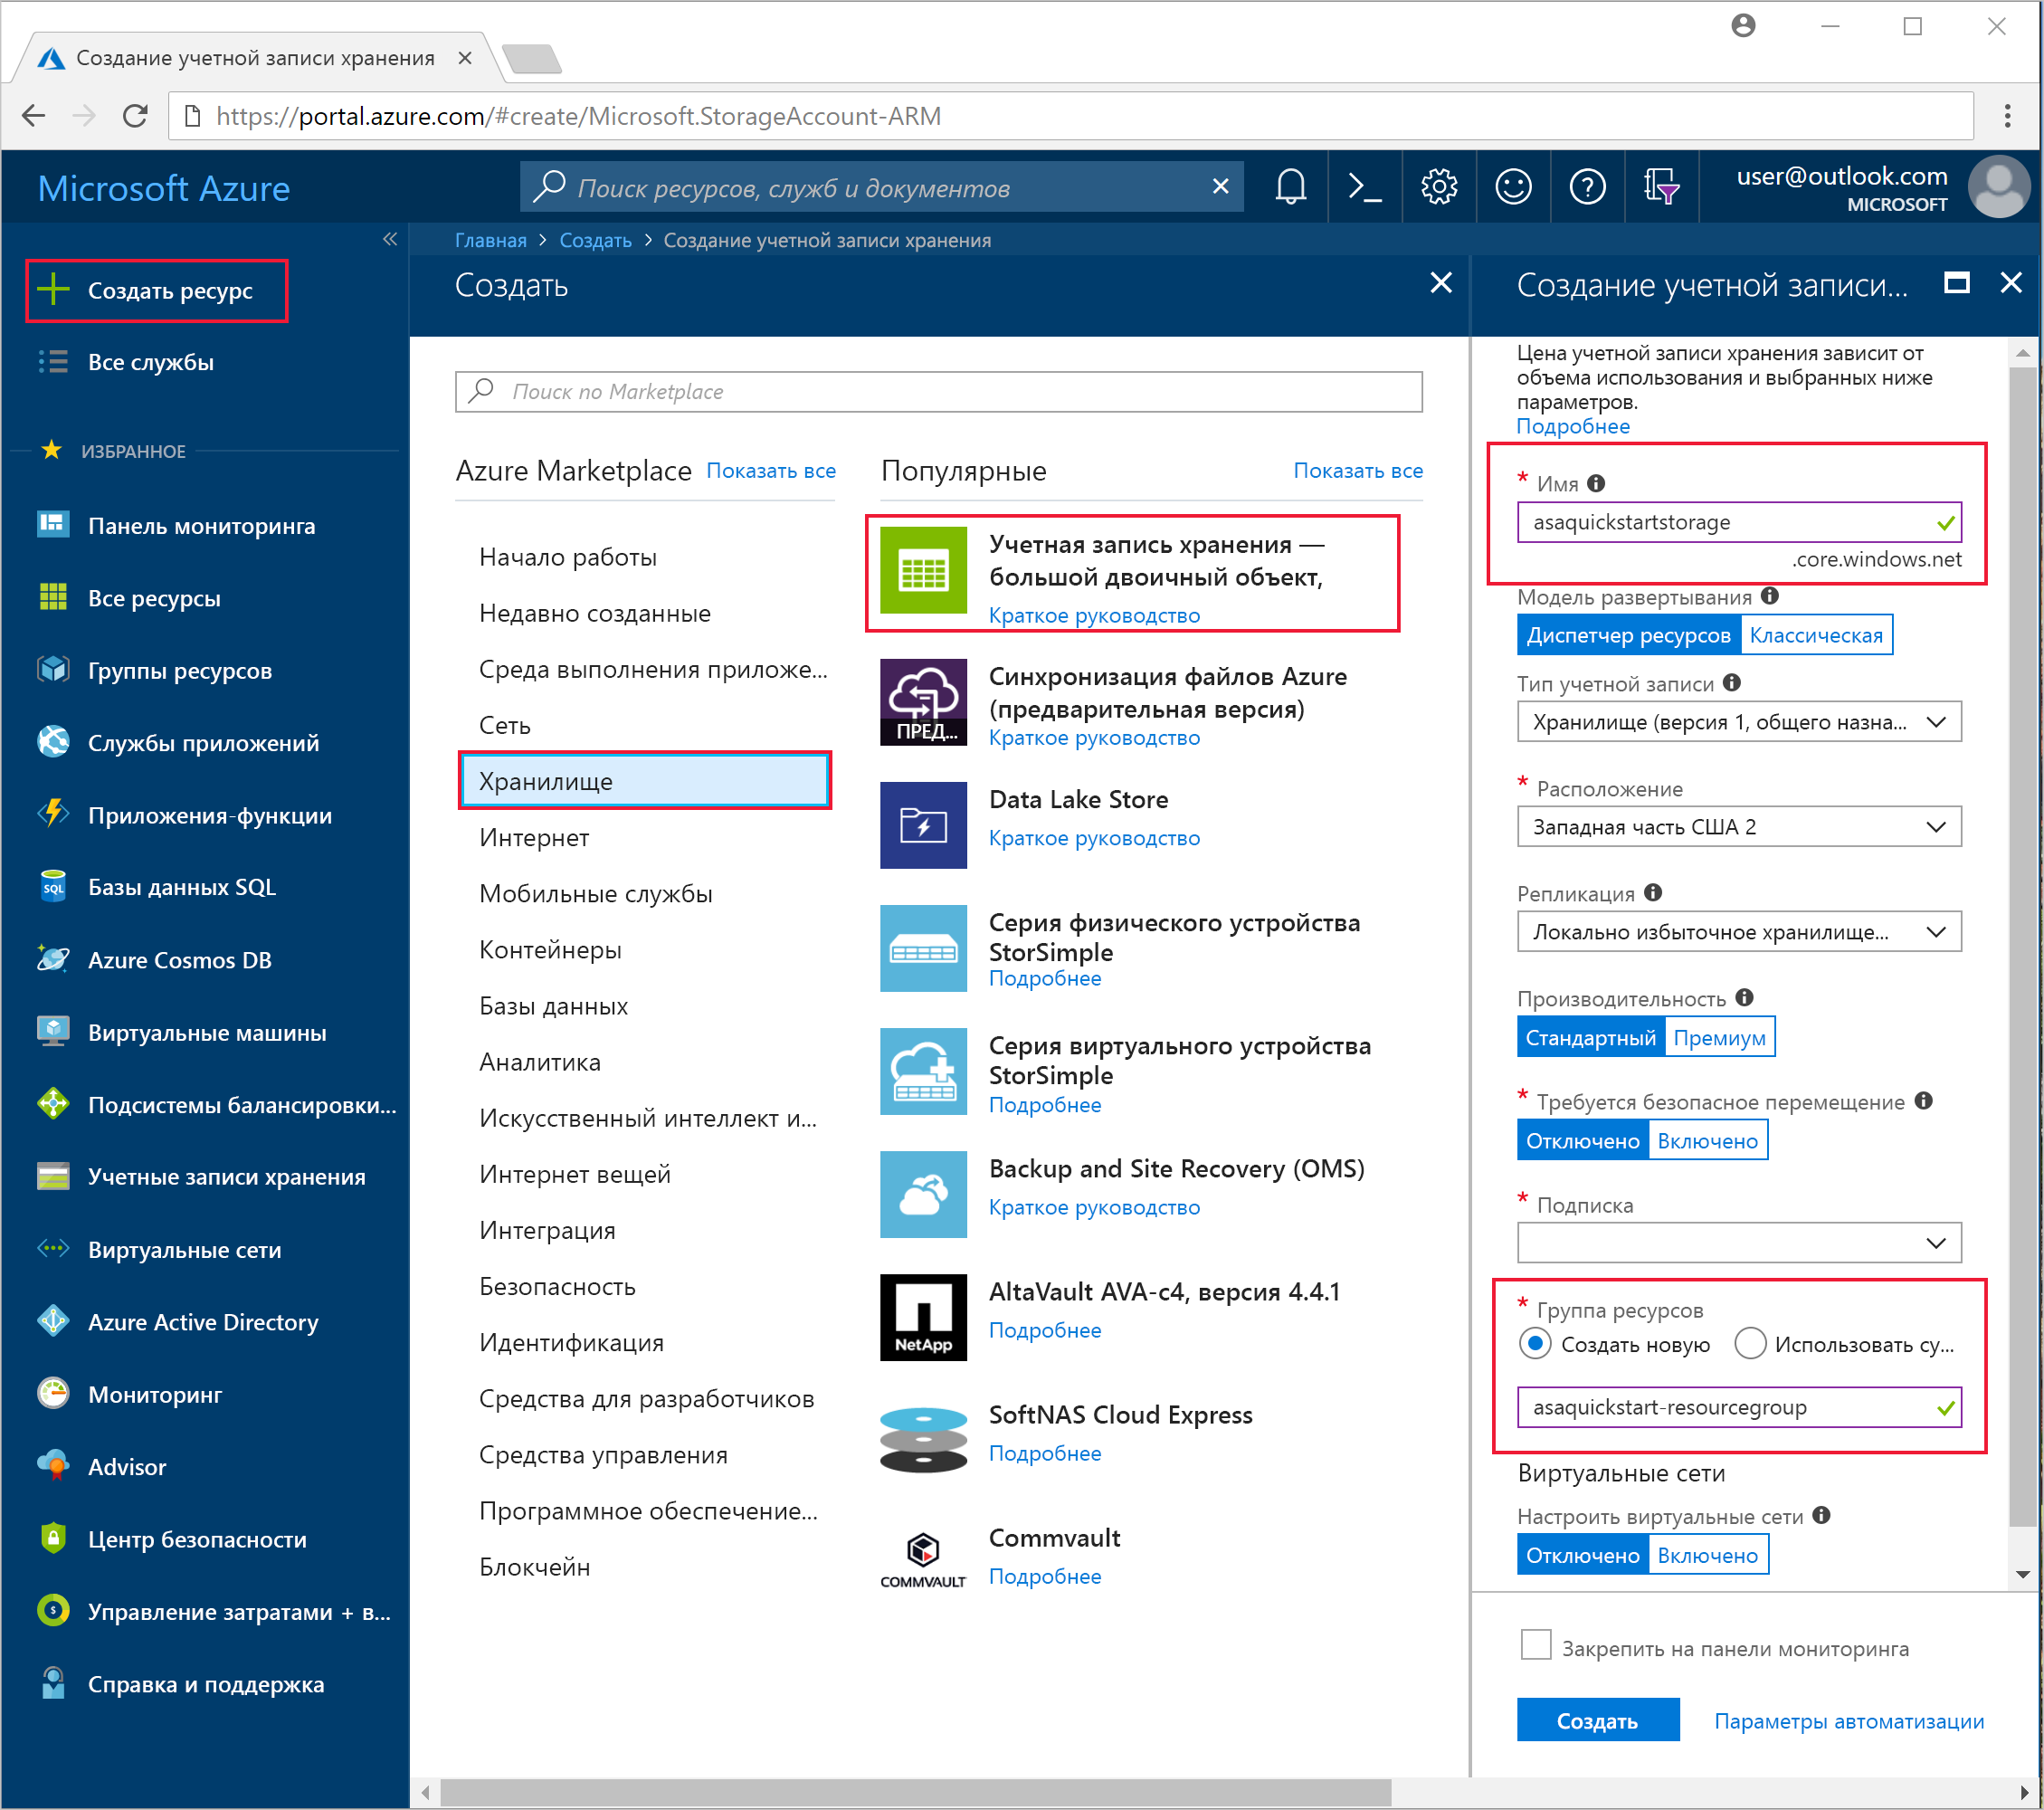 Создание учетной записи хранения
https://portal.azure.com/#create/Microsoft.StorageAccount-ARM
Microsoft Azure
Поиск ресурсов, служб и документов
user@outlook.com
MICROSOFT
Главная > Создать > Создание учетной записи хранения
Создать ресурс
Все службы
ИЗБРАННОЕ
Панель мониторинга
Все ресурсы
Группы ресурсов
Службы приложений
Приложения-функции
SQL
Базы данных SQL
Azure Cosmos DB
Виртуальные машины
Подсистемы балансировки...
Учетные записи хранения
Виртуальные сети
Azure Active Directory
Мониторинг
Advisor
Центр безопасности
Управление затратами + в...
Справка и поддержка
Создать
Поиск по Marketplace
Azure Marketplace Показать все
Начало работы
Недавно созданные
Среда выполнения приложе...
Сеть
Хранилище
Интернет
Мобильные службы
Контейнеры
Базы данных
Аналитика
Искусственный интеллект и...
Интернет вещей
Интеграция
Безопасность
Идентификация
Средства для разработчиков
Средства управления
Программное обеспечение...
Блокчейн
Популярные Показать все
Учетная запись хранения —
большой двоичный объект,
Краткое руководство
ПРЕД...
Синхронизация файлов Azure
(предварительная версия)
Краткое руководство
Data Lake Store
Краткое руководство
Серия физического устройства
StorSimple
Подробнее
Серия виртуального устройства
StorSimple
Подробнее
Backup and Site Recovery (OMS)
Краткое руководство
NetApp
AltaVault AVA-c4, версия 4.4.1
Подробнее
SoftNAS Cloud Express
Подробнее
COMMVAULT
Commvault
Подробнее
Создание учетной записи...
Цена учетной записи хранения зависит от
объема использования и выбранных ниже
параметров.
Подробнее
* Имя
asaquickstartstorage
.core.windows.net
Модель развертывания
Диспетчер ресурсов Классическая
Тип учетной записи
Хранилище (версия 1, общего назна...
* Расположение
Западная часть США 2
Репликация
Локально избыточное хранилище...
Производительность
Стандартный Премиум
* Требуется безопасное перемещение
Отключено Включено
* Подписка
* Группа ресурсов
Создать новую Использовать су...
asaquickstart-resourcegroup
Виртуальные сети
Настроить виртуальные сети
Отключено Включено
Закрепить на панели мониторинга
Создать Параметры автоматизации